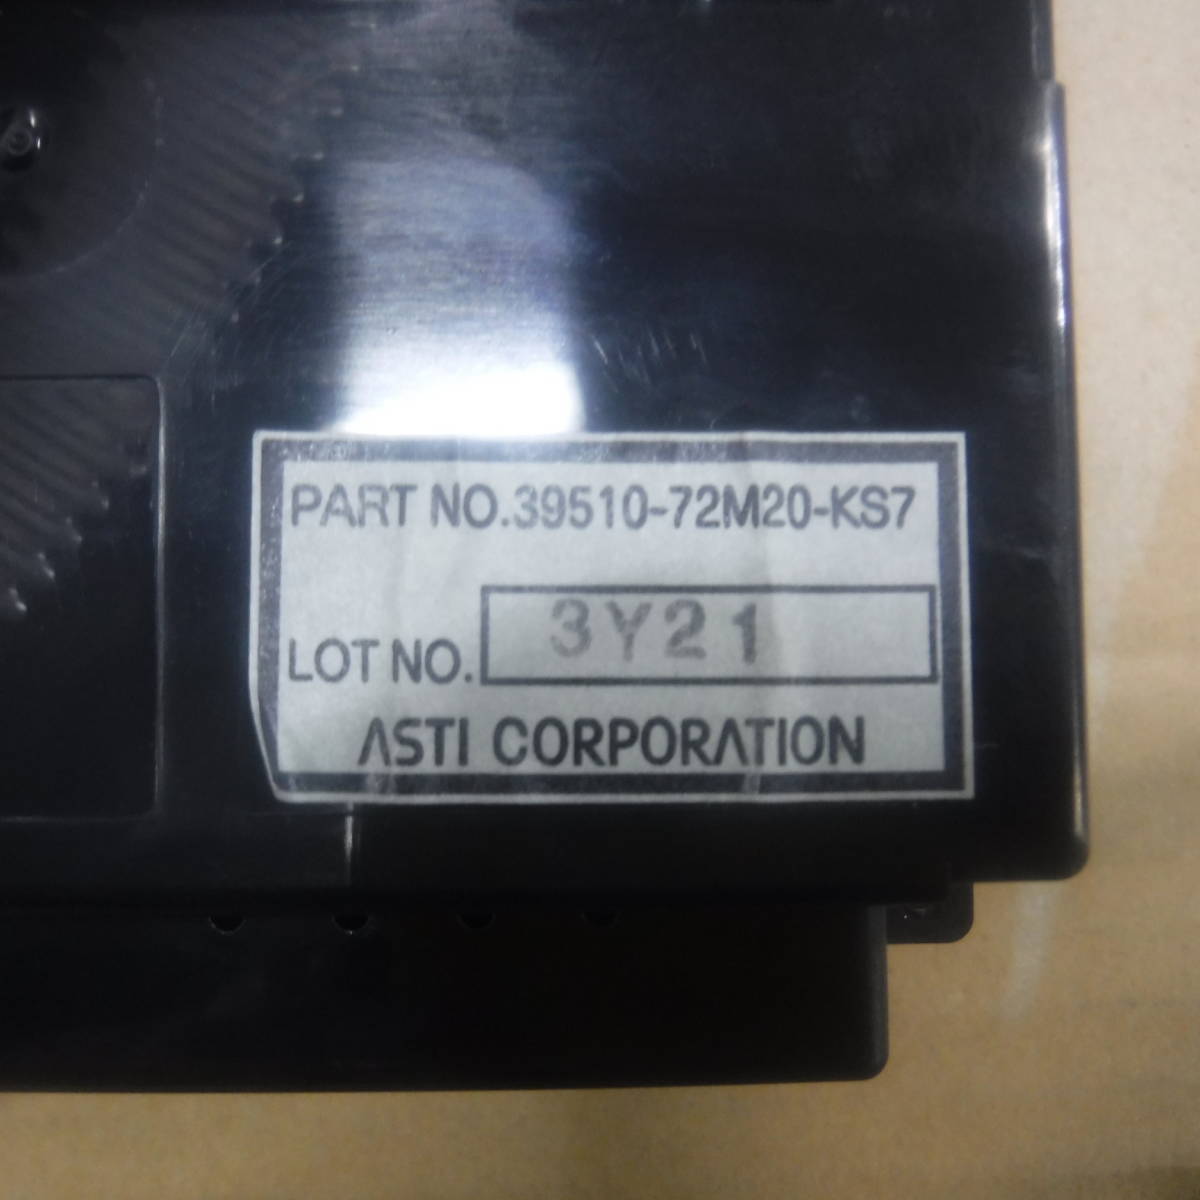 PART NO.39510-72M20-KS7
LOT NO. 3Y21
ASTI CORPORATION